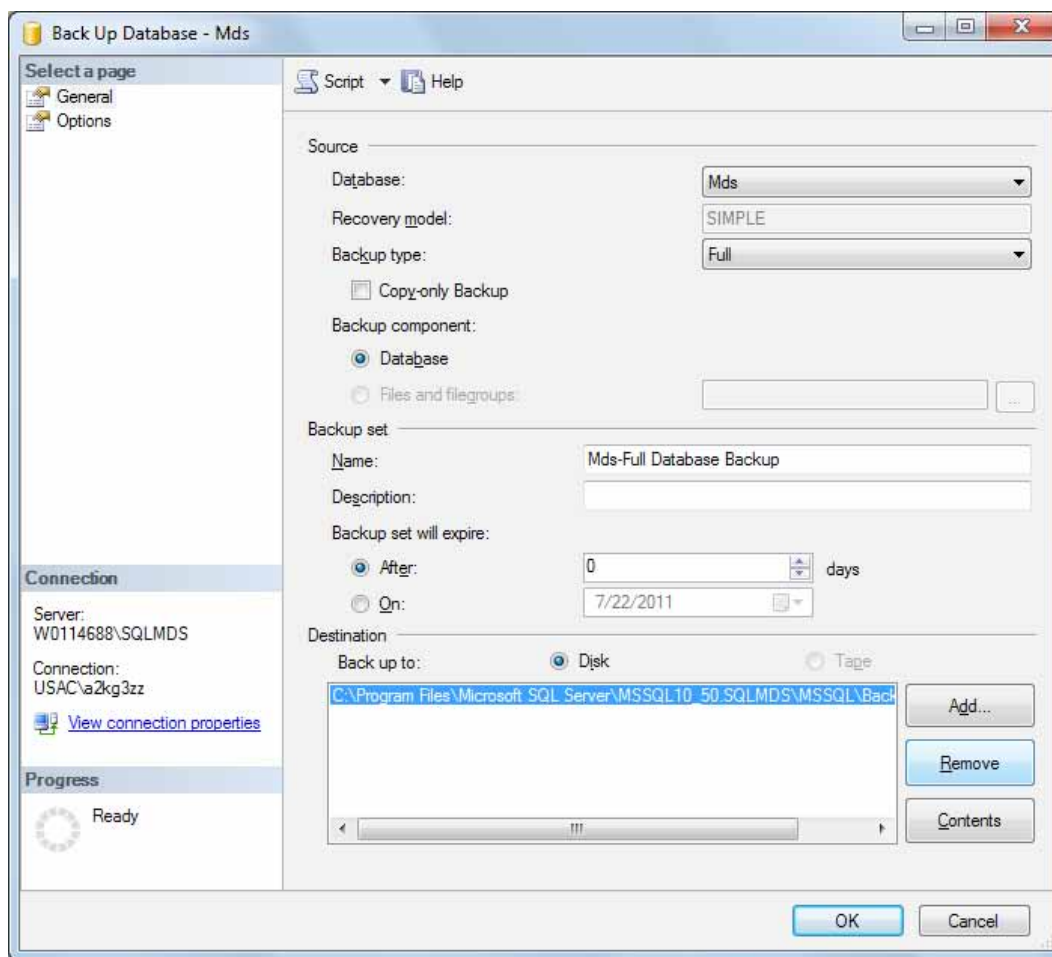 Back Up Database - Mds
Select a page
General
Options
Script
Help
Source
Database:
Mds
Recovery model:
SIMPLE
Backup type:
Full
Copy-only Backup
Backup component:
Database
Files and filegroups:
...
Backup set
Name:
Mds-Full Database Backup
Description:
Backup set will expire:
After:
0
days
On:
7/22/2011
Destination
Back up to:
Disk
Tape
C:\Program Files\Microsoft SQL Server\MSSQL10_50.SQLMDS\MSSQL\Back
Add...
Remove
Contents
Connection
Server:
W0114688\SQLMDS
Connection:
USAC\a2kg3zz
View connection properties
Progress
Ready
OK
Cancel